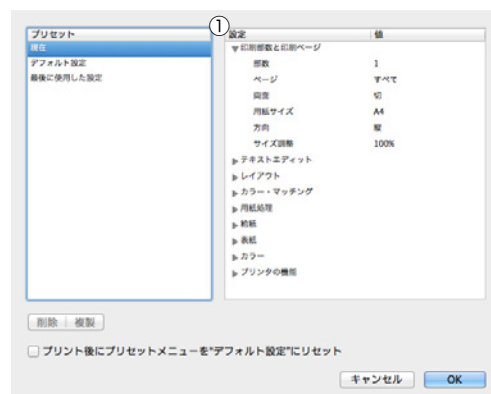 ①
プリセット
現在
デフォルト設定
最後に使用した設定
設定 値
▼印刷部数と印刷ページ
部数 1
ページ すべて
両面 切
用紙サイズ A4
方向 縦
サイズ調整 100%
▶テキストエディット
▶レイアウト
▶カラー・マッチング
▶用紙処理
▶給紙
▶表紙
▶カラー
▶プリンタの機能
削除 複製
プリント後にプリセットメニューを"デフォルト設定"にリセット
キャンセル OK